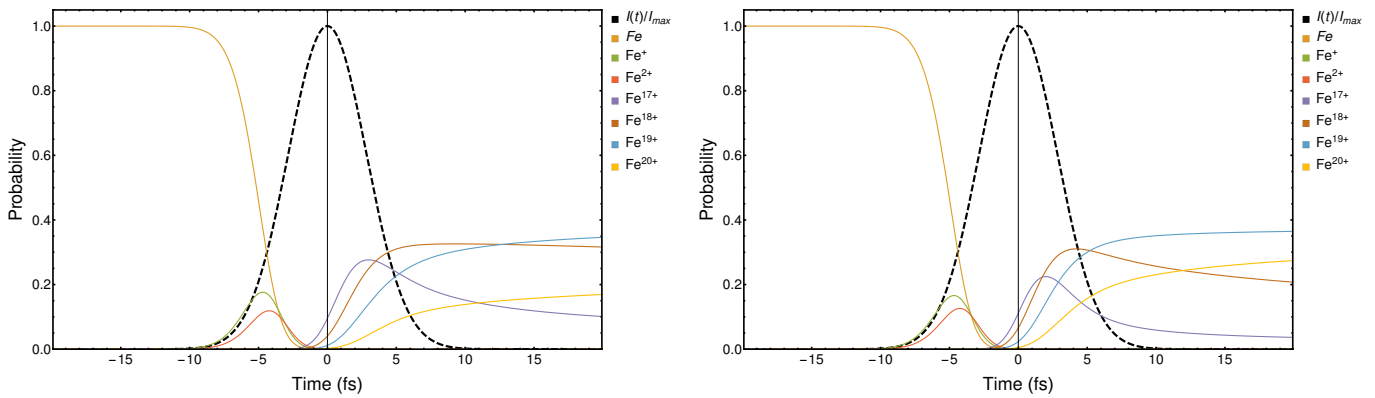 1.0
0.8
0.6
0.4
0.2
0.0
Probability
−15
−10
−5
0
5
10
15
Time (fs)
I(t)/Imax
Fe
Fe⁺
Fe²⁺
Fe¹⁷⁺
Fe¹⁸⁺
Fe¹⁹⁺
Fe²⁰⁺
1.0
0.8
0.6
0.4
0.2
0.0
Probability
−15
−10
−5
0
5
10
15
Time (fs)
I(t)/Imax
Fe
Fe⁺
Fe²⁺
Fe¹⁷⁺
Fe¹⁸⁺
Fe¹⁹⁺
Fe²⁰⁺